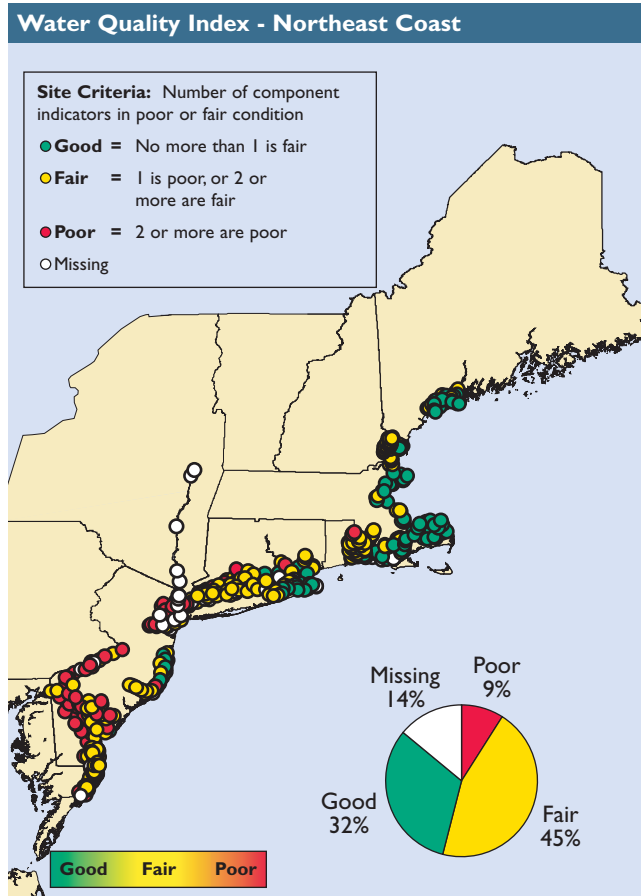 Water Quality Index - Northeast Coast
Site Criteria: Number of component
indicators in poor or fair condition
Good = No more than 1 is fair
Fair = 1 is poor, or 2 or
more are fair
Poor = 2 or more are poor
Missing
Missing
14%
Poor
9%
Good
32%
Fair
45%
Good Fair Poor